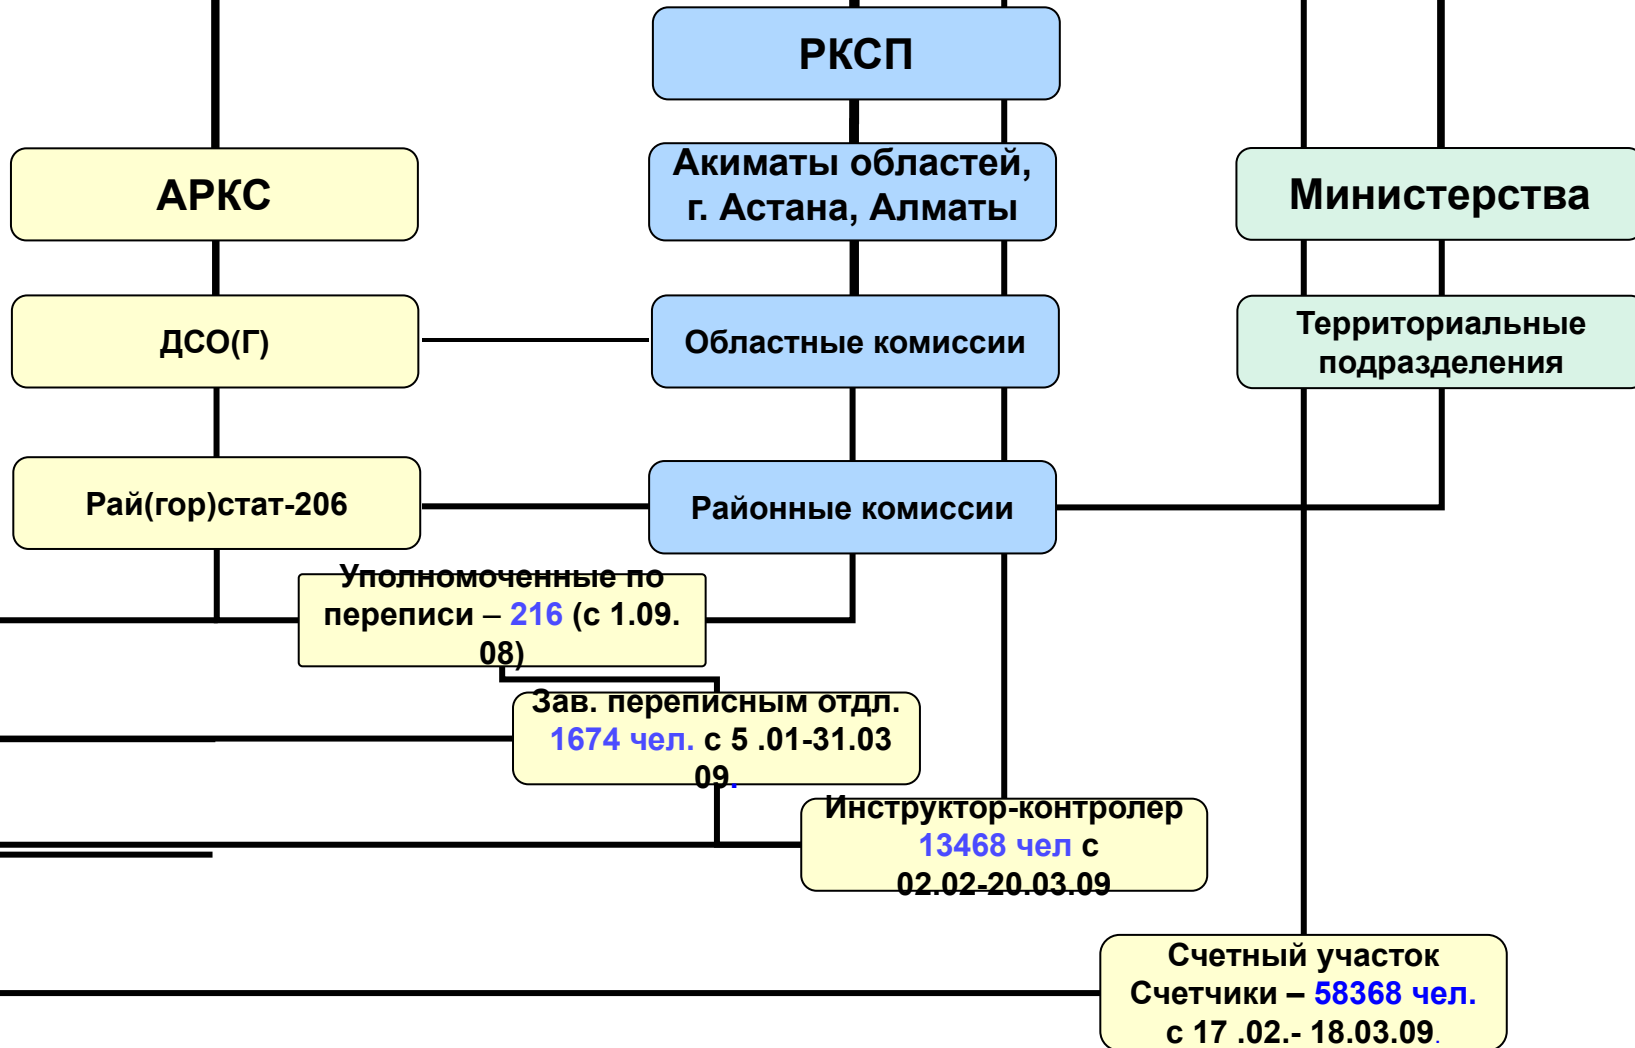 РКСП
АРКС
Акиматы областей,
г. Астана, Алматы
Министерства
ДСО(Г)
Областные комиссии
Территориальные
подразделения
Рай(гор)стат-206
Районные комиссии
Уполномоченные по
переписи – 216 (с 1.09.
08)
Зав. переписным отдл.
1674 чел. с 5 .01-31.03
09.
Инструктор-контролер
13468 чел с
02.02-20.03.09
Счетный участок
Счетчики – 58368 чел.
с 17 .02.- 18.03.09.